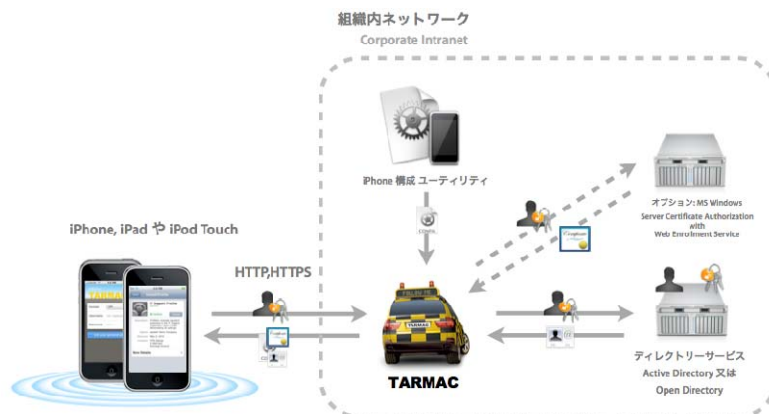 組織内ネットワーク
Corporate Intranet
iPhone 構成 ユーティリティ
オプション: MS Windows
Server Certificate Authorization
with
Web Enrolment Service
iPhone, iPad や iPod Touch
HTTP,HTTPS
TARMAC
TARMAC
TARMAC
ディレクトリーサービス
Active Directory 又は
Open Directory